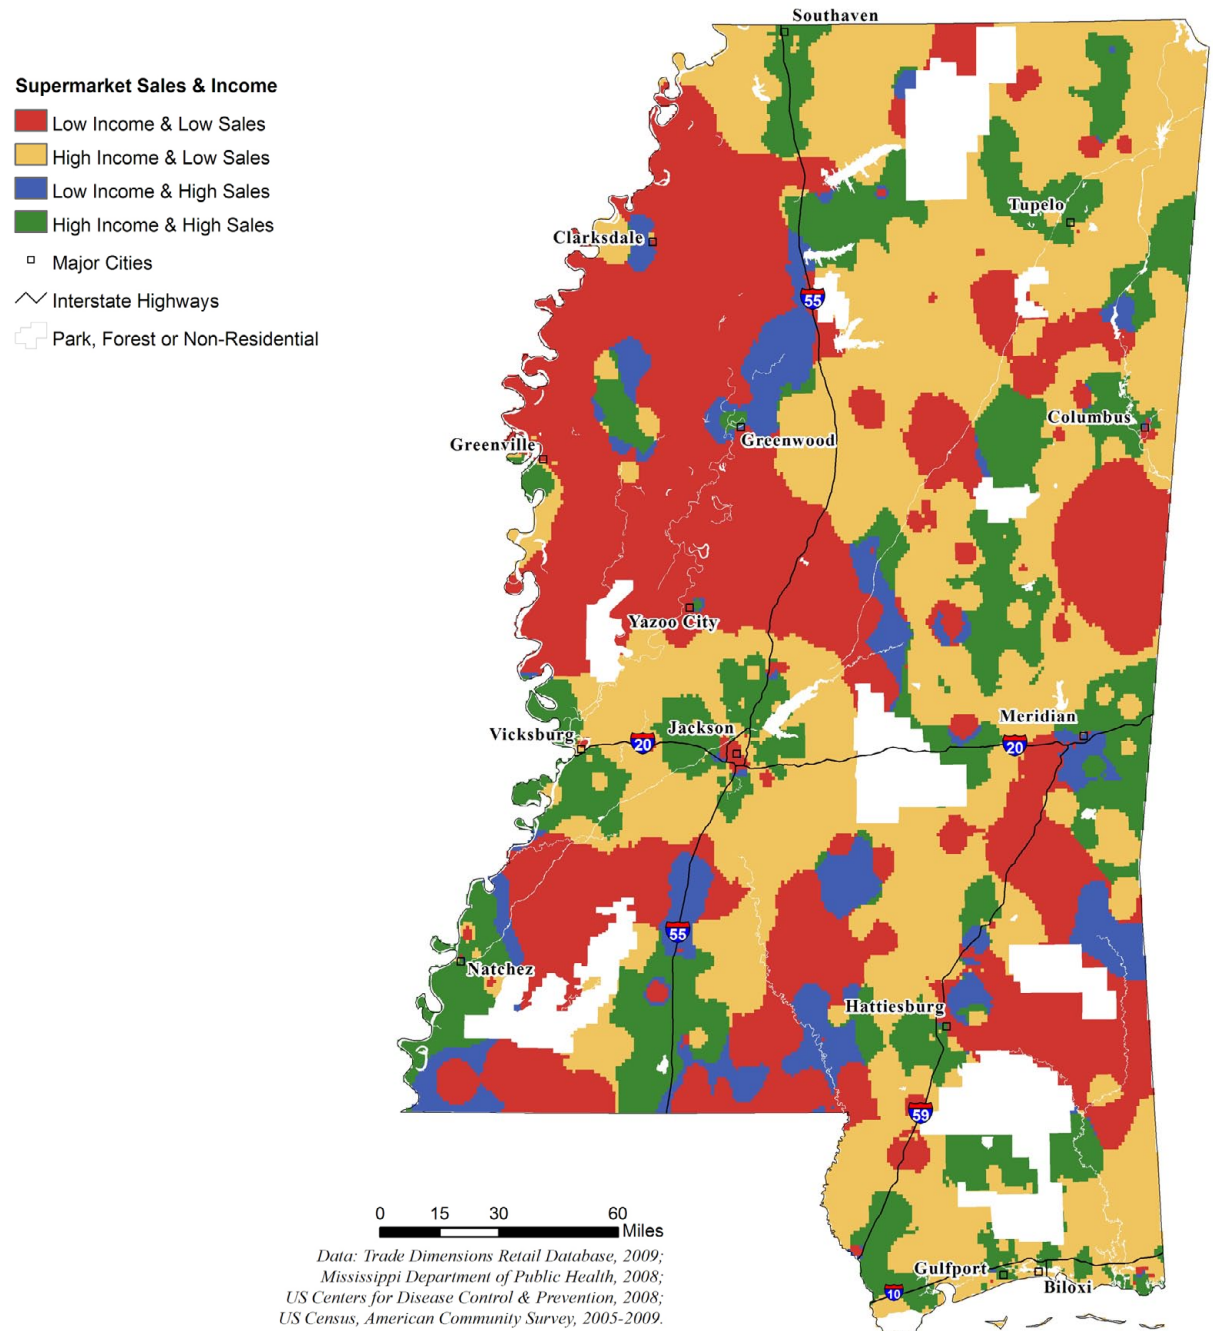 Southaven
Supermarket Sales & Income
Low Income & Low Sales
High Income & Low Sales
Low Income & High Sales
High Income & High Sales
Major Cities
Interstate Highways
Park, Forest or Non-Residential
Tupelo
Clarksdale
55
Columbus
Greenville
Greenwood
Yazoo City
Meridian
Jackson
Vicksburg
20
20
55
Natchez
Hattiesburg
59
0 15 30 60
Miles
Data: Trade Dimensions Retail Database, 2009;
Mississippi Department of Public Health, 2008;
US Centers for Disease Control & Prevention, 2008;
US Census, American Community Survey, 2005-2009.
Gulfport
Biloxi
10